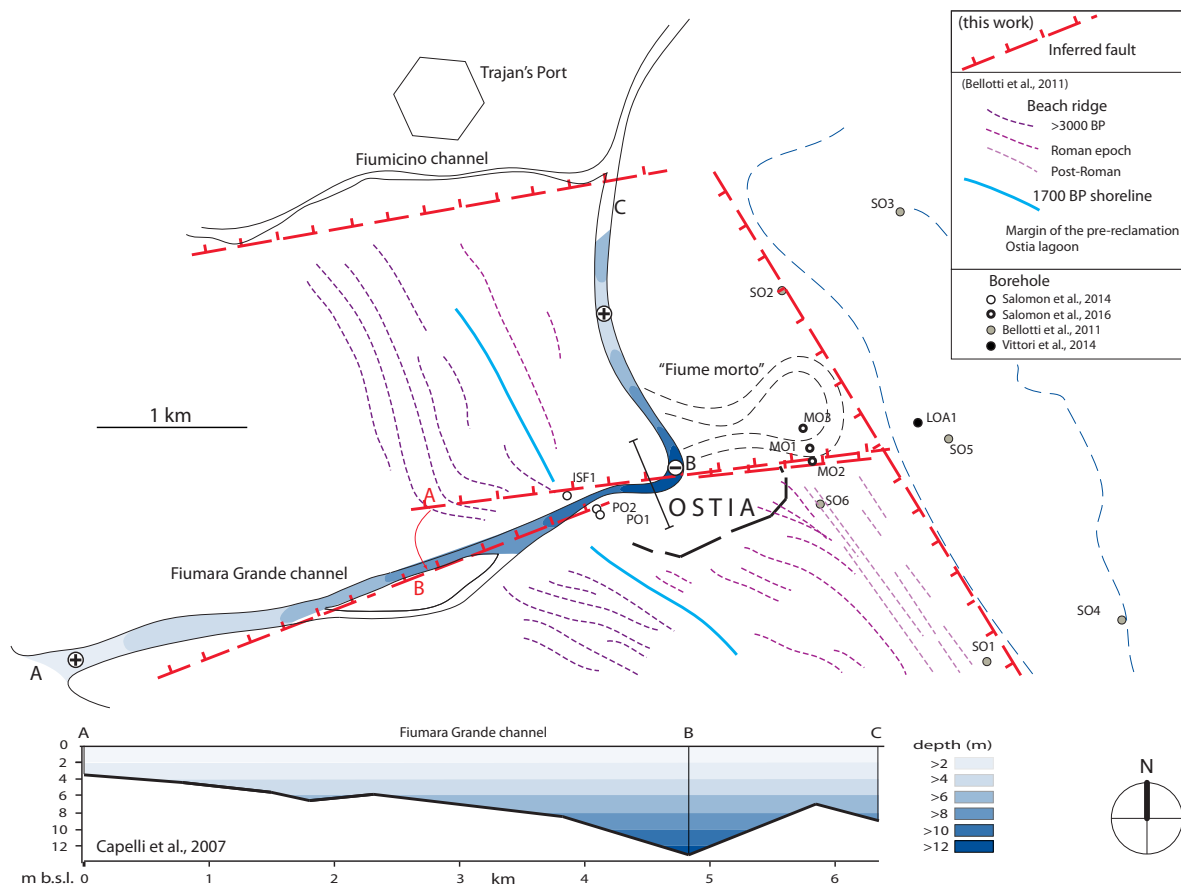 (this work)
Inferred fault
(Bellotti et al., 2011)
Beach ridge
>3000 BP
Roman epoch
Post-Roman
1700 BP shoreline
Margin of the pre-reclamation
Ostia lagoon
Borehole
Salomon et al., 2014
Salomon et al., 2016
Bellotti et al., 2011
Vittori et al., 2014
Trajan's Port
Fiumicino channel
C
SO3
SO2
1 km
"Fiume morto"
MO3
LOA1
MO1
SO5
B
MO2
ISF1
A
OSTIA
SO6
PO2
PO1
Fiumara Grande channel
B
SO4
SO1
A
A
Fiumara Grande channel
B
C
0
2
4
6
8
10
12
Capelli et al., 2007
m b.s.l.
0
1
2
3
km
4
5
6
depth (m)
>2
>4
>6
>8
>10
>12
N